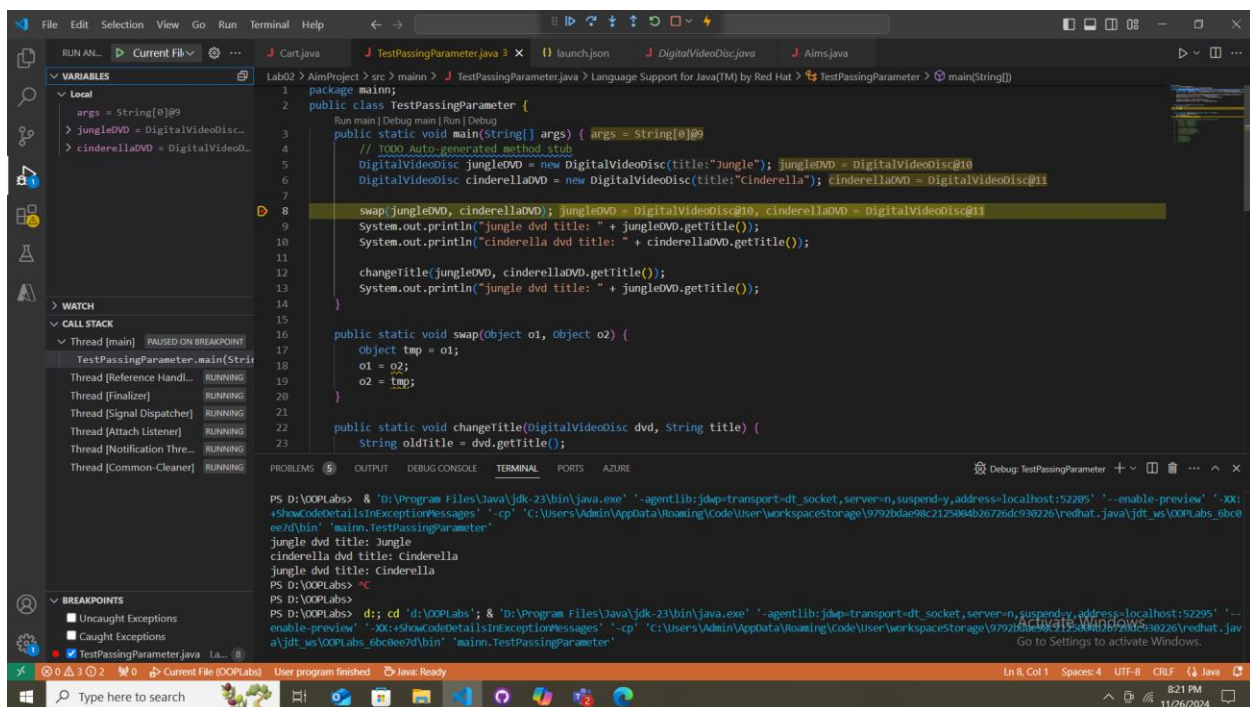 File Edit Selection View Go Run Terminal Help
RUN AN... Current File
Cart.java
TestPassingParameter.java 3
launch.json
DigitalVideoDisc.java
Aims.java
Lab02 > AimProject > src > mainn > TestPassingParameter.java > Language Support for Java(TM) by Red Hat > TestPassingParameter > main(String[])
VARIABLES
Local
args = String[0]@9
jungleDVD = DigitalVideoDisc...
cinderellaDVD = DigitalVideoD...
WATCH
CALL STACK
Thread [main] PAUSED ON BREAKPOINT
TestPassingParameter.main(Strin
Thread [Reference Handl... RUNNING
Thread [Finalizer] RUNNING
Thread [Signal Dispatcher] RUNNING
Thread [Attach Listener] RUNNING
Thread [Notification Thre... RUNNING
Thread [Common-Cleaner] RUNNING
BREAKPOINTS
Uncaught Exceptions
Caught Exceptions
TestPassingParameter.java La... 8
1 package mainn;
2 public class TestPassingParameter {
Run main | Debug main | Run | Debug
3 public static void main(String[] args) { args = String[0]@9
4 // TODO Auto-generated method stub
5 DigitalVideoDisc jungleDVD = new DigitalVideoDisc(title:"Jungle"); jungleDVD = DigitalVideoDisc@10
6 DigitalVideoDisc cinderellaDVD = new DigitalVideoDisc(title:"Cinderella"); cinderellaDVD = DigitalVideoDisc@11
7
8 swap(jungleDVD, cinderellaDVD); jungleDVD = DigitalVideoDisc@10, cinderellaDVD = DigitalVideoDisc@11
9 System.out.println("jungle dvd title: " + jungleDVD.getTitle());
10 System.out.println("cinderella dvd title: " + cinderellaDVD.getTitle());
11
12 changeTitle(jungleDVD, cinderellaDVD.getTitle());
13 System.out.println("jungle dvd title: " + jungleDVD.getTitle());
14 }
15
16 public static void swap(Object o1, Object o2) {
17 Object tmp = o1;
18 o1 = o2;
19 o2 = tmp;
20 }
21
22 public static void changeTitle(DigitalVideoDisc dvd, String title) {
23 String oldTitle = dvd.getTitle();
PROBLEMS 5 OUTPUT DEBUG CONSOLE TERMINAL PORTS AZURE
Debug: TestPassingParameter
PS D:\OOPLabs> & 'D:\Program Files\Java\jdk-23\bin\java.exe' '-agentlib:jdwp=transport=dt_socket,server=n,suspend=y,address=localhost:52205' '--enable-preview' '-XX:
+ShowCodeDetailsInExceptionMessages' '-cp' 'C:\Users\Admin\AppData\Roaming\Code\User\workspaceStorage\9792bdae98c2125004b26726dc930226\redhat.java\jdt_ws\OOPLabs_6bc0
ee7d\bin' 'mainn.TestPassingParameter'
jungle dvd title: Jungle
cinderella dvd title: Cinderella
jungle dvd title: Cinderella
PS D:\OOPLabs> ^C
PS D:\OOPLabs>
PS D:\OOPLabs> d:; cd 'd:\OOPLabs'; & 'D:\Program Files\Java\jdk-23\bin\java.exe' '-agentlib:jdwp=transport=dt_socket,server=n,suspend=y,address=localhost:52295' '--
enable-preview' '-XX:+ShowCodeDetailsInExceptionMessages' '-cp' 'C:\Users\Admin\AppData\Roaming\Code\User\workspaceStorage\9792bdae98c2125004b26726dc930226\redhat.jav
a\jdt_ws\OOPLabs_6bc0ee7d\bin' 'mainn.TestPassingParameter'
Activate Windows
Go to Settings to activate Windows.
0 3 2 0 Current File (OOPLabs) User program finished Java: Ready
Ln 8, Col 1 Spaces: 4 UTF-8 CRLF Java
Type here to search
8:21 PM
11/26/2024